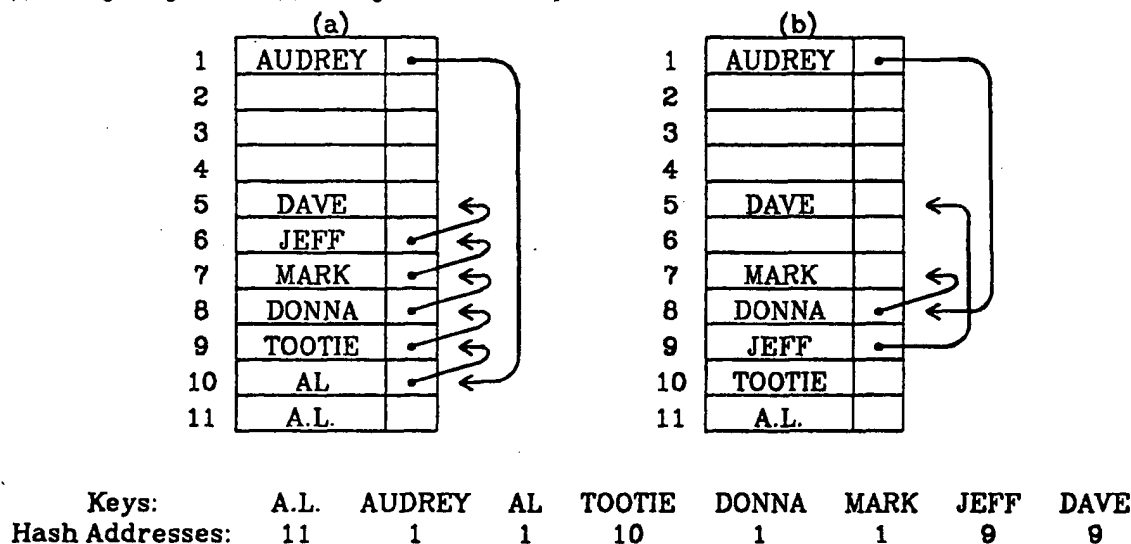 (a) (b)
1 AUDREY 1 AUDREY
2 2
3 3
4 4
5 DAVE 5 DAVE
6 JEFF 6
7 MARK 7 MARK
8 DONNA 8 DONNA
9 TOOTIE 9 JEFF
10 AL 10 TOOTIE
11 A.L. 11 A.L.
Keys: A.L. AUDREY AL TOOTIE DONNA MARK JEFF DAVE
Hash Addresses: 11 1 1 10 1 1 9 9